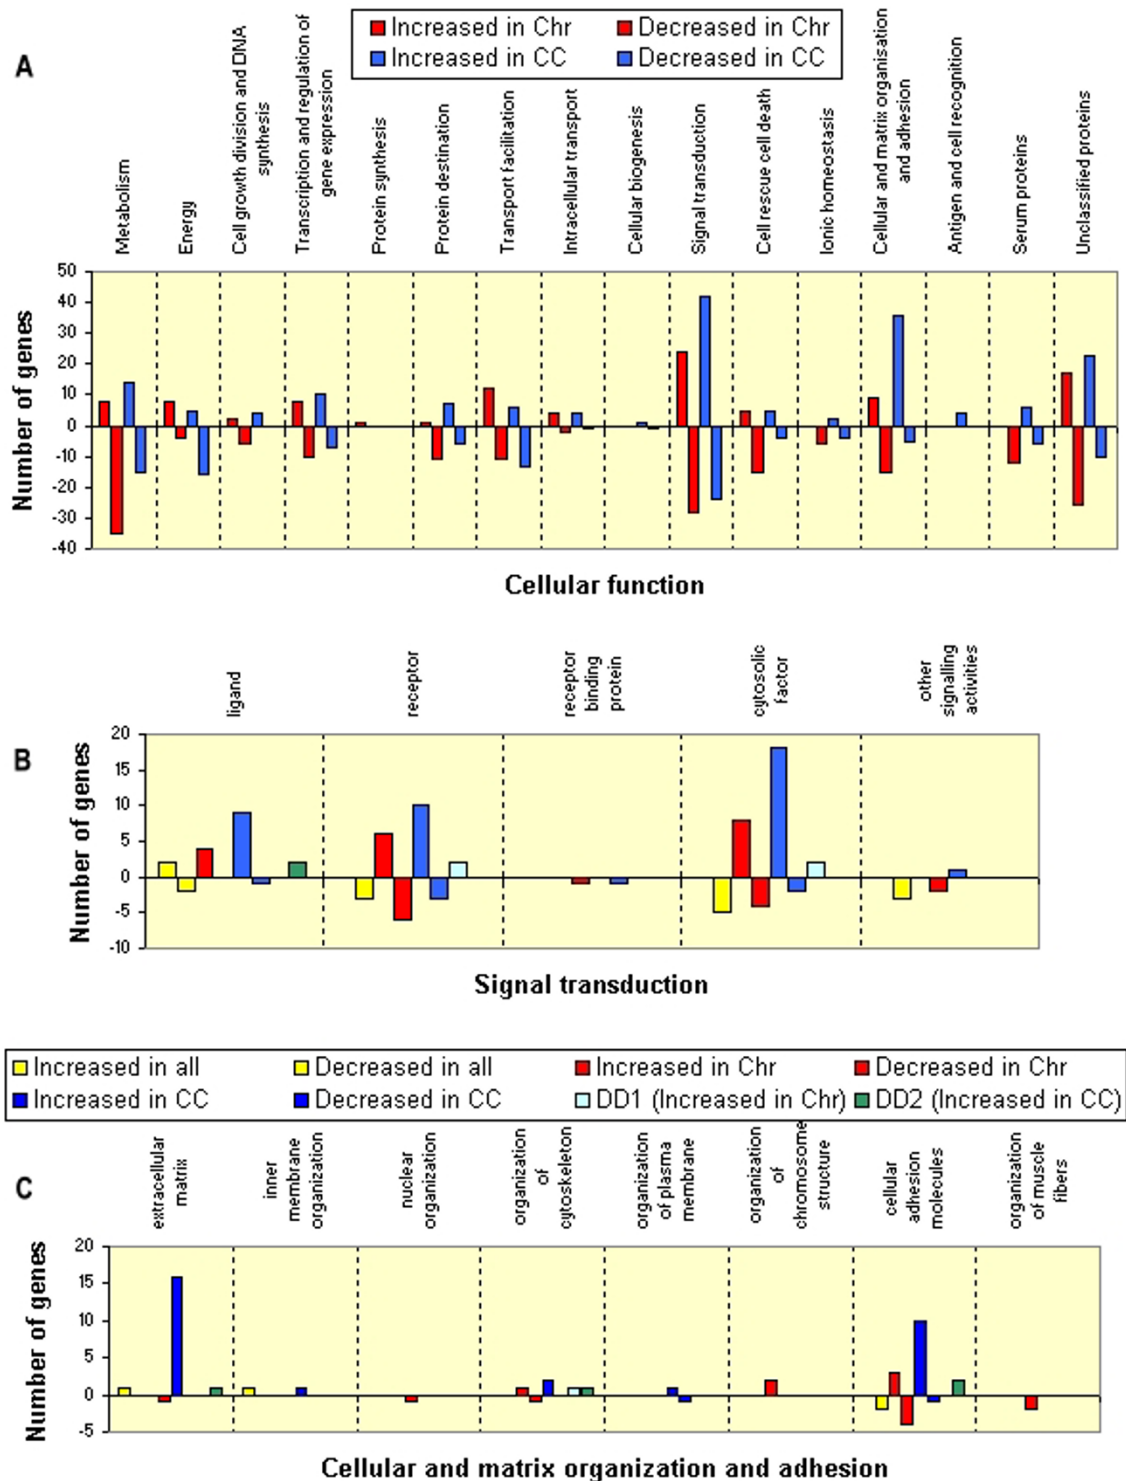 Increased in Chr
Decreased in Chr
Increased in CC
Decreased in CC
A
Metabolism
Energy
Cell growth division and DNA
synthesis
Transcription and regulation of
gene expression
Protein synthesis
Protein destination
Transport facilitation
Intracellular transport
Cellular biogenesis
Signal transduction
Cell rescue cell death
Ionic homeostasis
Cellular and matrix organisation
and adhesion
Antigen and cell recognition
Serum proteins
Unclassified proteins
Number of genes
50
40
30
20
10
0
-10
-20
-30
-40
Cellular function
B
ligand
receptor
receptor
binding
protein
cytosolic
factor
other
signalling
activities
Number of genes
20
15
10
5
0
-5
-10
Signal transduction
Increased in all
Decreased in all
Increased in Chr
Decreased in Chr
Increased in CC
Decreased in CC
DD1 (Increased in Chr)
DD2 (Increased in CC)
C
extracellular
matrix
inner
membrane
organization
nuclear
organization
organization
of
cytoskeleton
organization
of plasma
membrane
organization
of
chromosome
structure
cellular
adhesion
molecules
organization
of muscle
fibers
Number of genes
20
15
10
5
0
-5
Cellular and matrix organization and adhesion